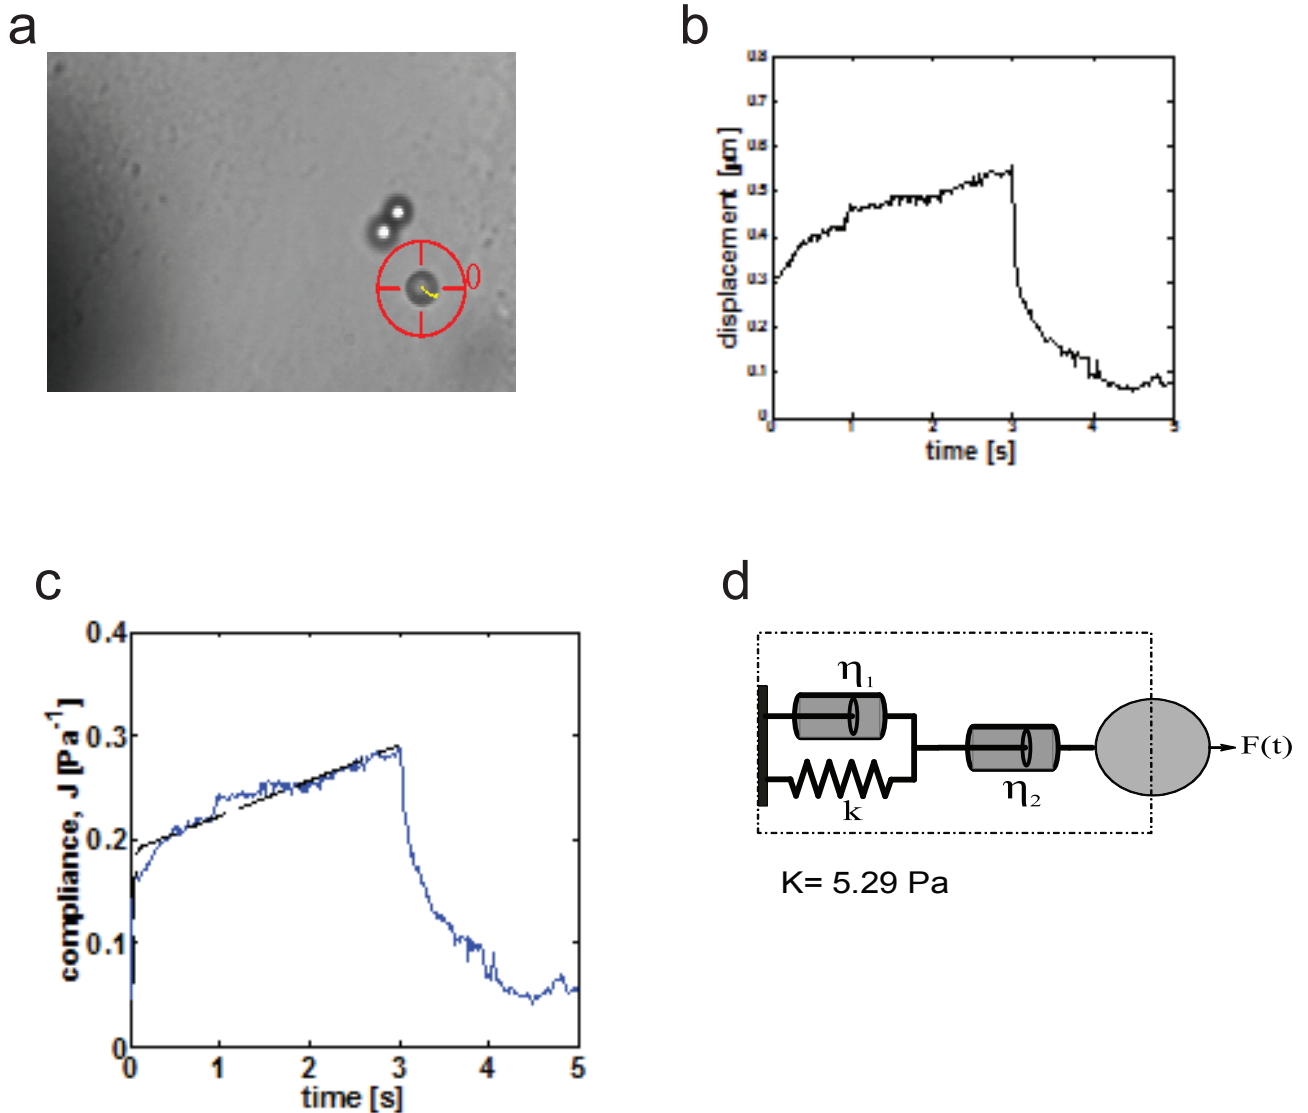 a
0
b
0.8
0.7
0.6
0.5
0.4
0.3
0.2
0.1
0
displacement [µm]
0 1 2 3 4 5
time [s]
c
0.4
0.3
0.2
0.1
0
compliance, J [Pa-1]
0 1 2 3 4 5
time [s]
d
η1
k
η2
F(t)
K= 5.29 Pa